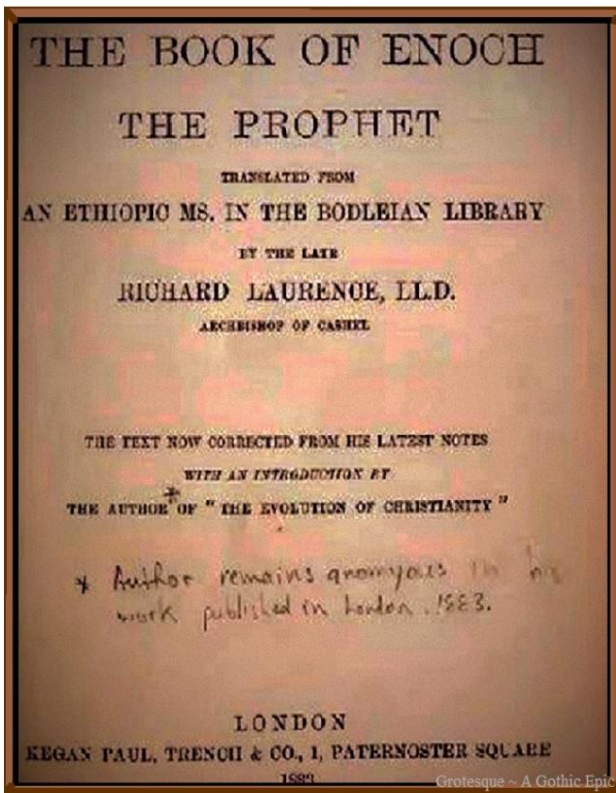 THE BOOK OF ENOCH
THE PROPHET
TRANSLATED FROM
AN ETHIOPIC MS. IN THE BODLEIAN LIBRARY
BY THE LATE
RICHARD LAURENCE, LL.D.
ARCHBISHOP OF CASHEL
THE TEXT NOW CORRECTED FROM HIS LATEST NOTES
WITH AN INTRODUCTION BY
THE AUTHOR * OF "THE EVOLUTION OF CHRISTIANITY"
* Author remains anomyous in his
work published in London. 1883.
LONDON
KEGAN PAUL, TRENCH & CO., 1, PATERNOSTER SQUARE
Grotesque ~ A Gothic Epic